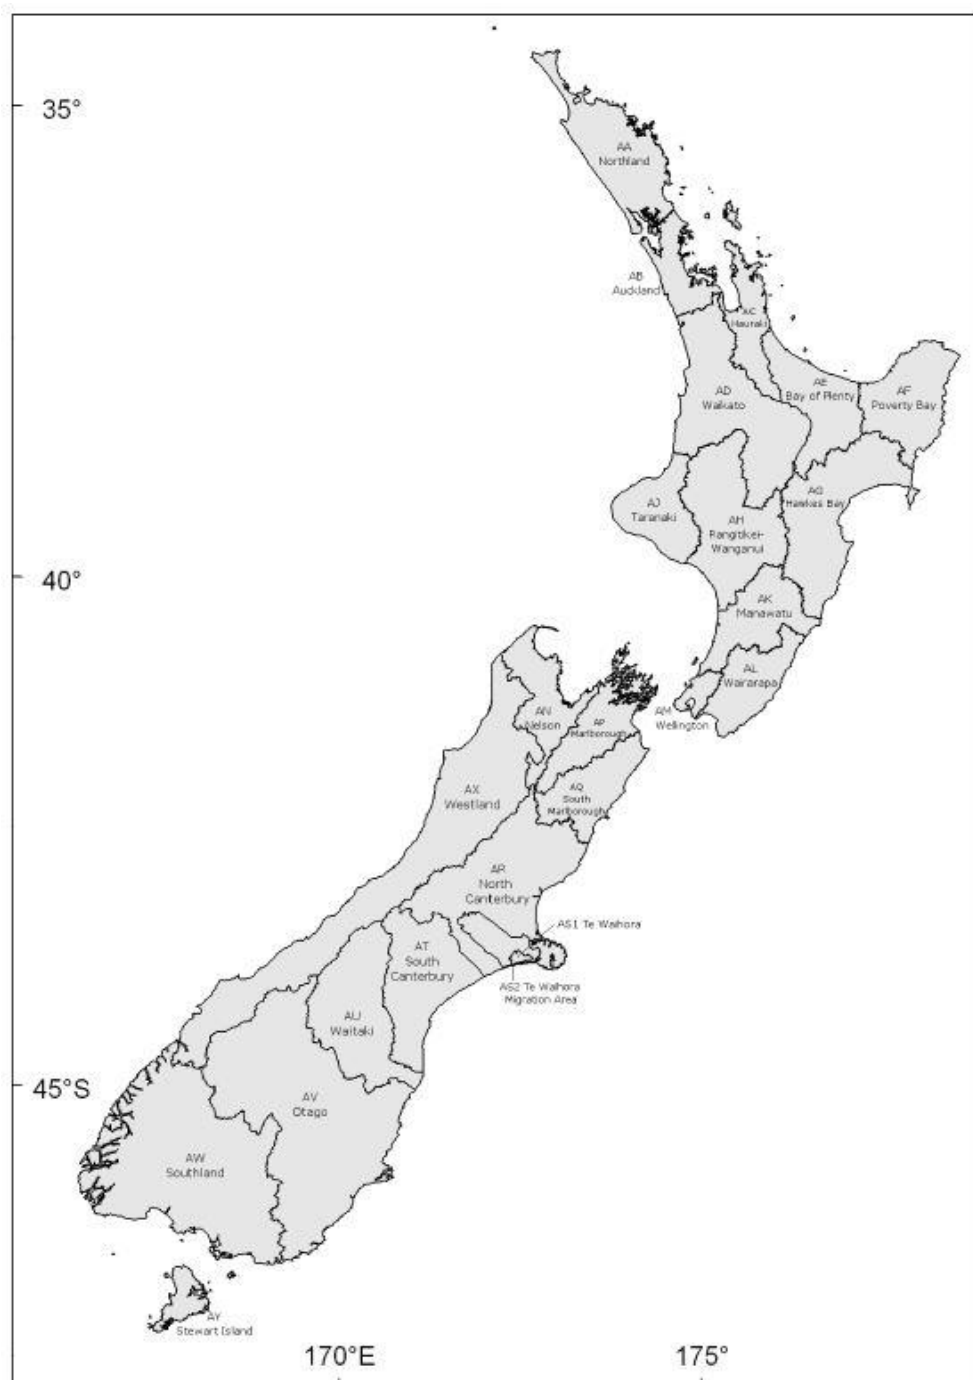 35°
AA
Northland
AB
Auckland
AC
Hauraki
AD
Waikato
AE
Bay of Plenty
AF
Poverty Bay
AG
Hawkes Bay
AJ
Taranaki
AH
Rangitikei-
Wanganui
40°
AK
Manawatu
AL
Wairarapa
AM
Wellington
AN
Nelson
AP
Marlborough
AQ
South
Marlborough
AX
Westland
AR
North
Canterbury
AS1 Te Waihora
AT
South
Canterbury
AS2 Te Waihora
Migration Area
AU
Waitaki
45°S
AV
Otago
AW
Southland
AY
Stewart Island
170°E
175°